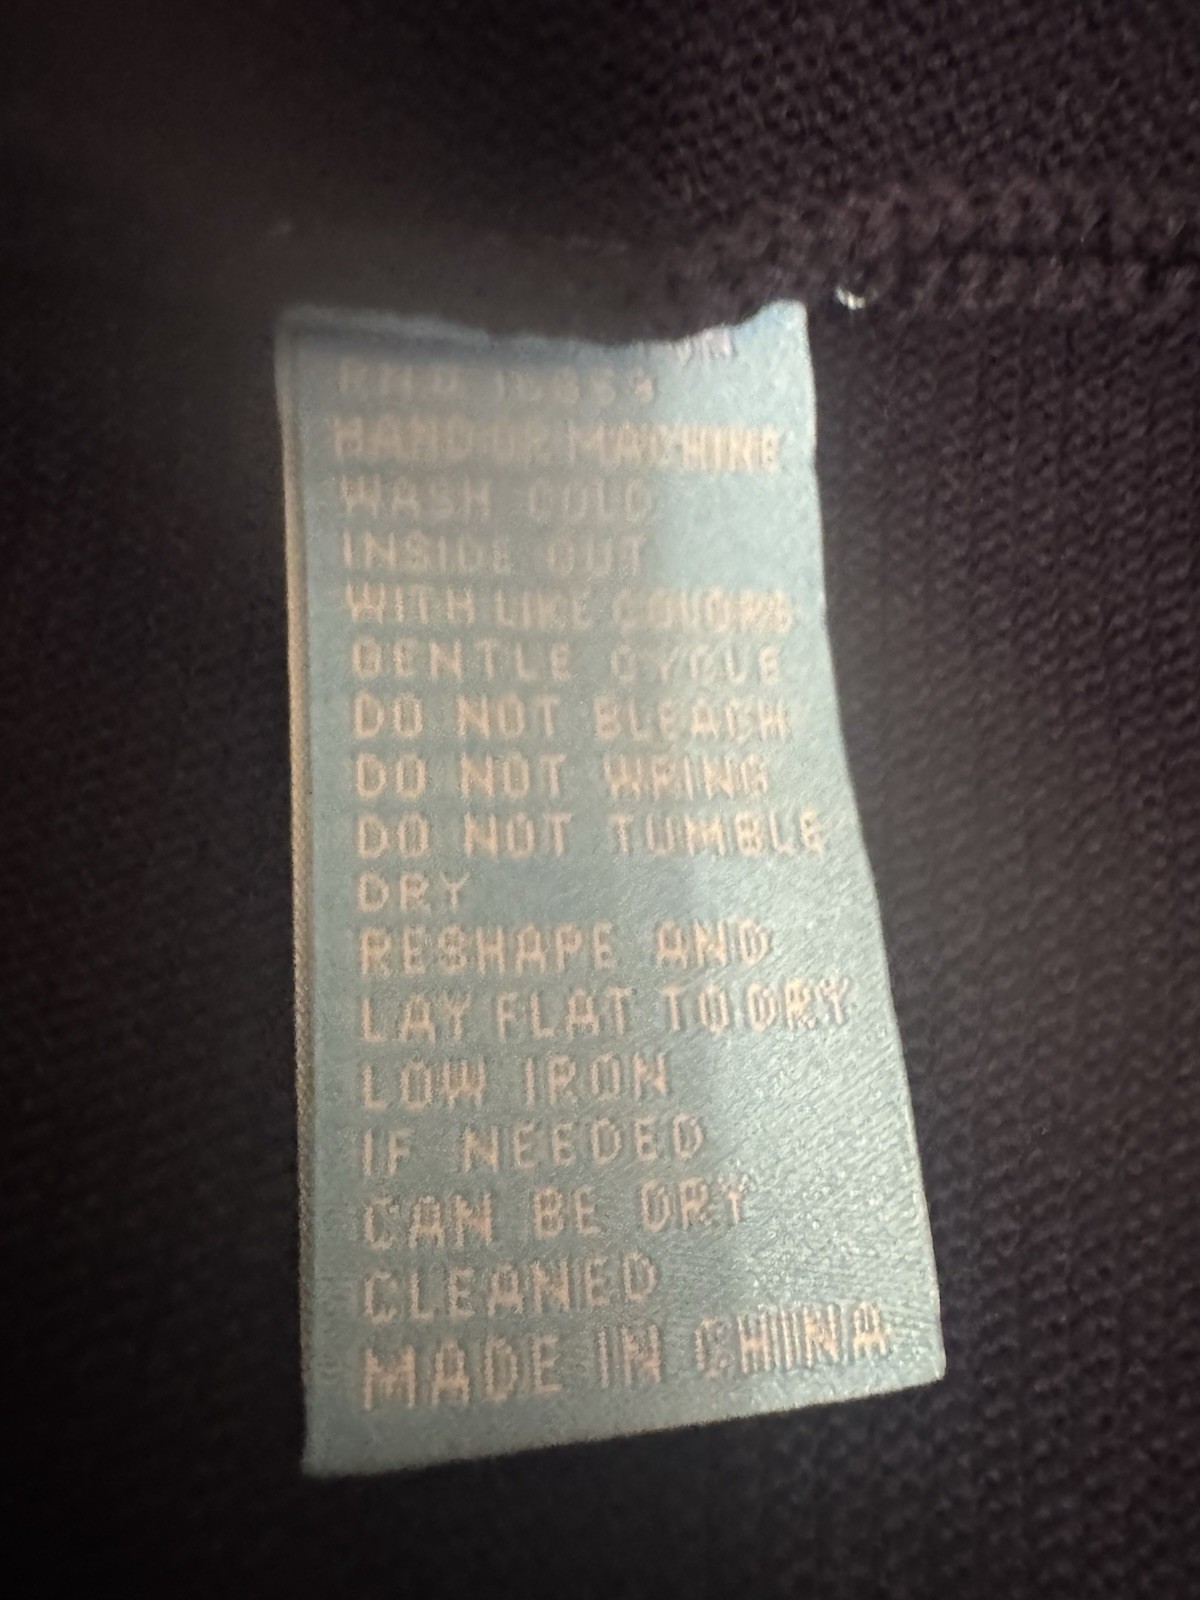 HAND OR MACHINE
WASH COLD
INSIDE OUT
WITH LIKE COLORS
GENTLE CYCLE
DO NOT BLEACH
DO NOT WRING
DO NOT TUMBLE
DRY
RESHAPE AND
LAY FLAT TO DRY
LOW IRON
IF NEEDED
CAN BE DRY
CLEANED
MADE IN CHINA